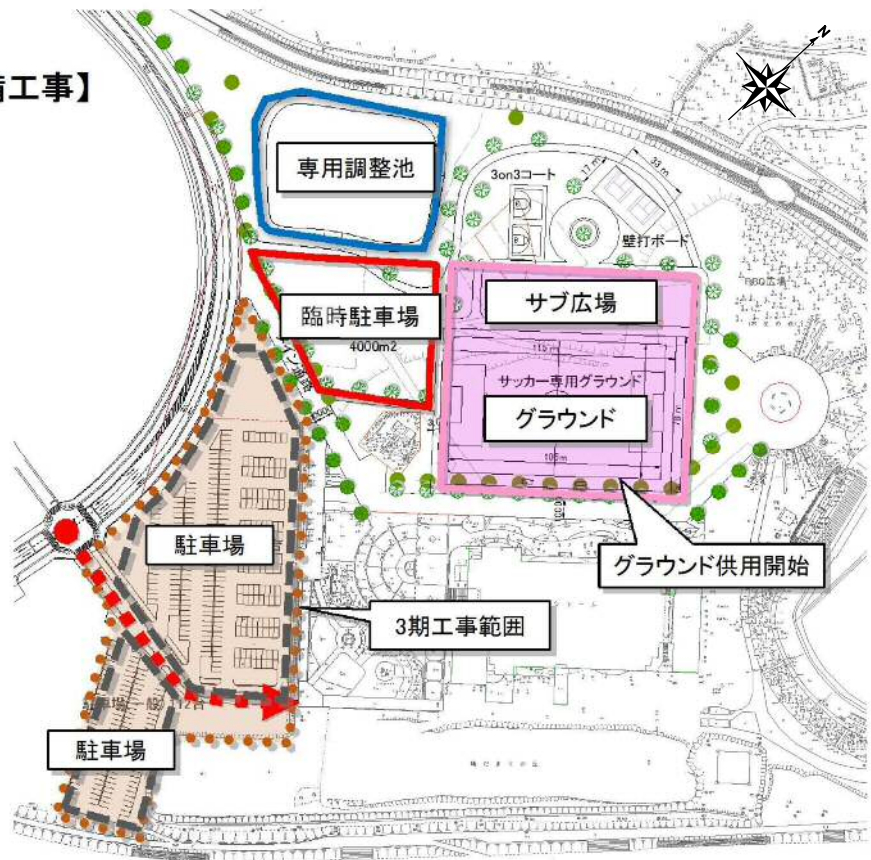 工事】
N
専用調整池
3on3コート
17m
33m
壁打ボード
臨時駐車場
4000m2
サブ広場
サッカー専用グラウンド
グラウンド
105m
駐車場
グラウンド供用開始
3期工事範囲
駐車場